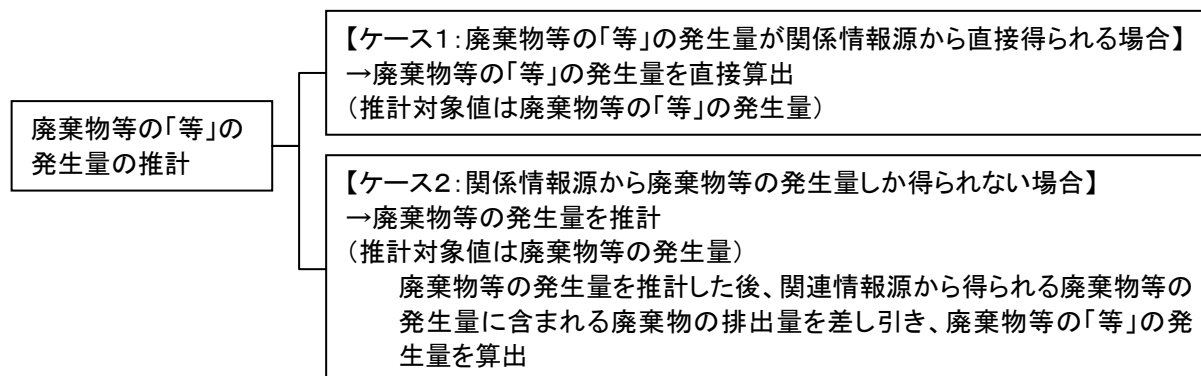 廃棄物等の「等」の
発生量の推計
【ケース1:廃棄物等の「等」の発生量が関係情報源から直接得られる場合】
→廃棄物等の「等」の発生量を直接算出
(推計対象値は廃棄物等の「等」の発生量)
【ケース2:関係情報源から廃棄物等の発生量しか得られない場合】
→廃棄物等の発生量を推計
(推計対象値は廃棄物等の発生量)
廃棄物等の発生量を推計した後、関連情報源から得られる廃棄物等の
発生量に含まれる廃棄物の排出量を差し引き、廃棄物等の「等」の発
生量を算出